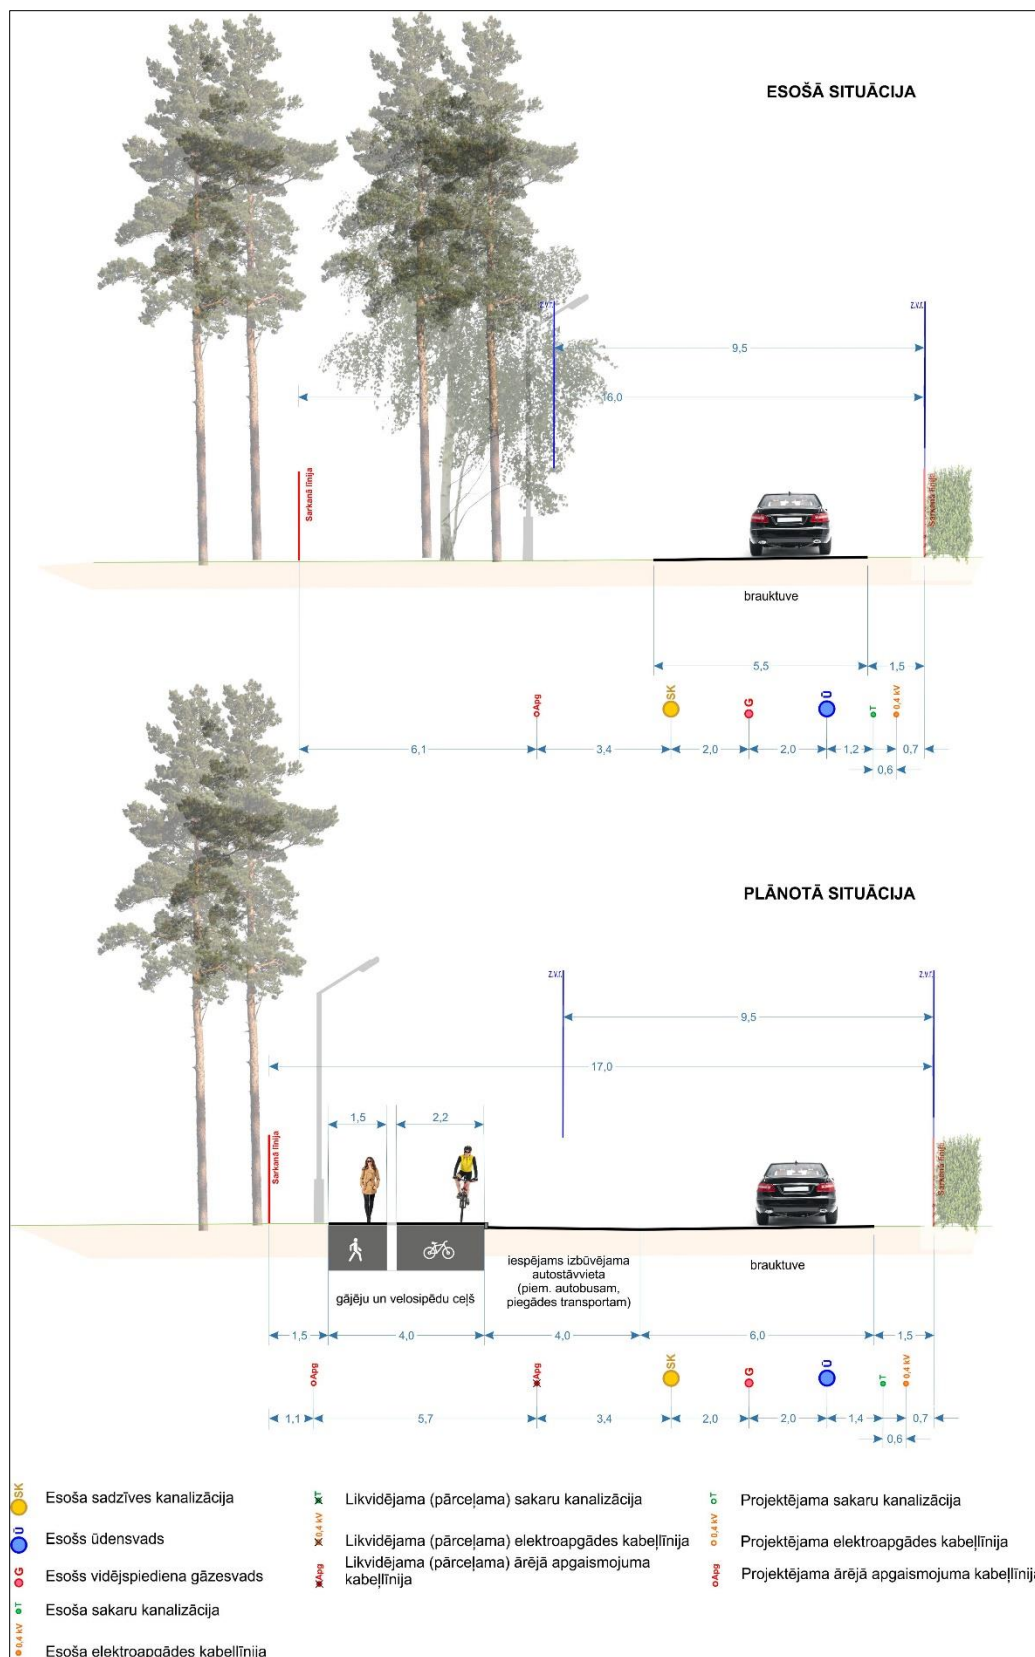 ESOŠĀ SITUĀCIJA
z.v.r.
z.v.r.
9,5
16,0
Sarkanā līnija
Sarkanā līnija
brauktuve
5,5
1,5
Apg
SK
G
Ū
T
0,4 kV
6,1
3,4
2,0
2,0
1,2
0,7
0,6
PLĀNOTĀ SITUĀCIJA
z.v.r.
z.v.r.
9,5
17,0
1,5
2,2
Sarkanā līnija
Sarkanā līnija
iespējams izbūvējama
autostāvvieta
(piem. autobusam,
piegādes transportam)
brauktuve
gājēju un velosipēdu ceļš
1,5
4,0
4,0
6,0
1,5
Apg
Apg
SK
G
Ū
T
0,4 kV
1,1
5,7
3,4
2,0
2,0
1,4
0,7
0,6
SK Esoša sadzīves kanalizācija
Ū Esošs ūdensvads
G Esošs vidējspiediena gāzesvads
T Esoša sakaru kanalizācija
0,4 kV Esoša elektroapgādes kabeļlīnija
T Likvidējama (pārceļama) sakaru kanalizācija
0,4 kV Likvidējama (pārceļama) elektroapgādes kabeļlīnija
Apg Likvidējama (pārceļama) ārējā apgaismojuma
kabeļlīnija
T Projektējama sakaru kanalizācija
0,4 kV Projektējama elektroapgādes kabeļlīnija
Apg Projektējama ārējā apgaismojuma kabeļlīnija